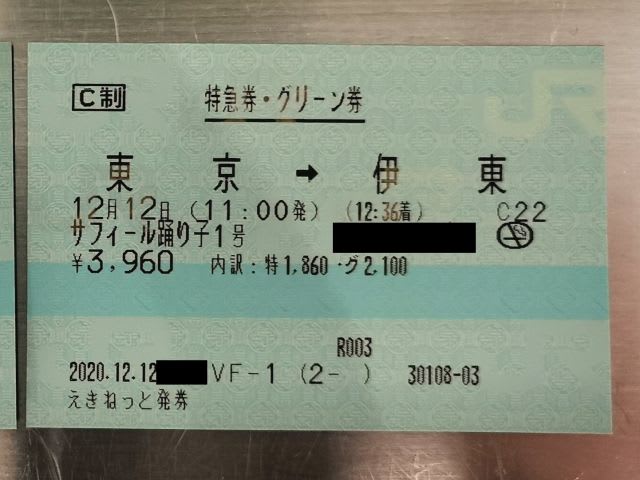 C制 特急券・グリーン券
東京 → 伊東
12月12日 (11:00発) (12:36着) C22
サフィール踊り子1号
¥3,960 内訳:特1,860・グ2,100
R003
2020.12.12 VF-1 (2- ) 30108-03
えきねっと発券